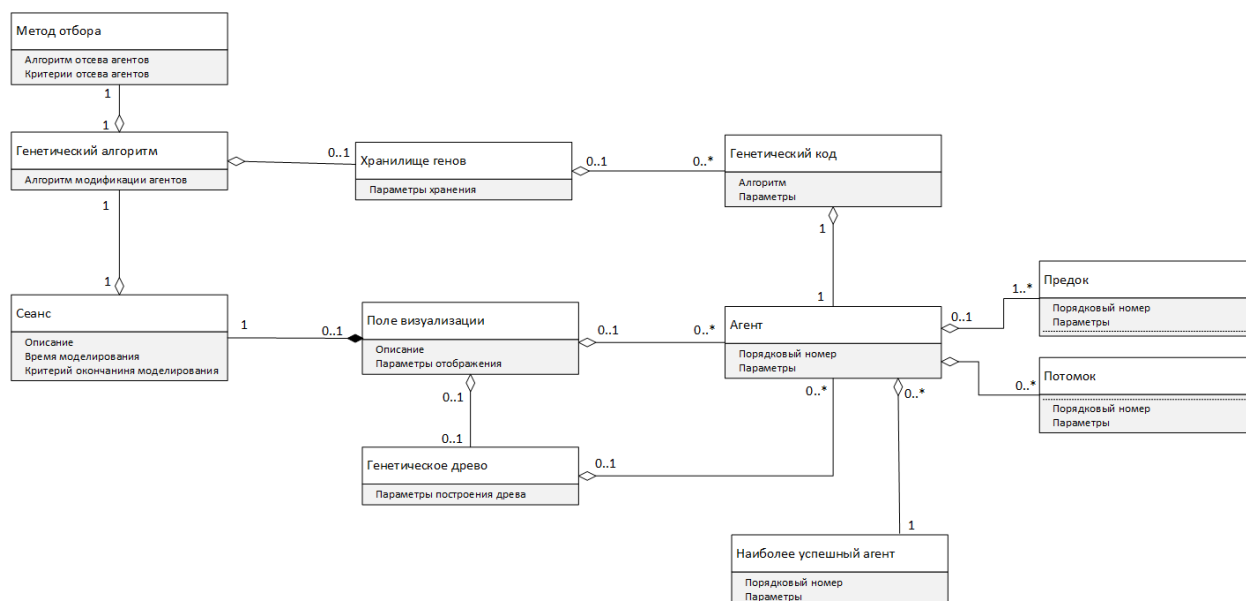 Метод отбора
Алгоритм отсева агентов
Критерии отсева агентов
1
1
Генетический алгоритм
Алгоритм модификации агентов
0..1
Хранилище генов
Параметры хранения
0..1
0..*
Генетический код
Алгоритм
Параметры
1
1
1
1
Сеанс
Описание
Время моделирования
Критерий окончаниня моделирования
1
0..1
Поле визуализации
Описание
Параметры отображения
0..1
0..*
Агент
Порядковый номер
Параметры
0..1
1..*
Предок
Порядковый номер
Параметры
0..*
Потомок
Порядковый номер
Параметры
0..1
0..1
Генетическое древо
Параметры построения древа
0..1
0..*
0..*
1
Наиболее успешный агент
Порядковый номер
Параметры